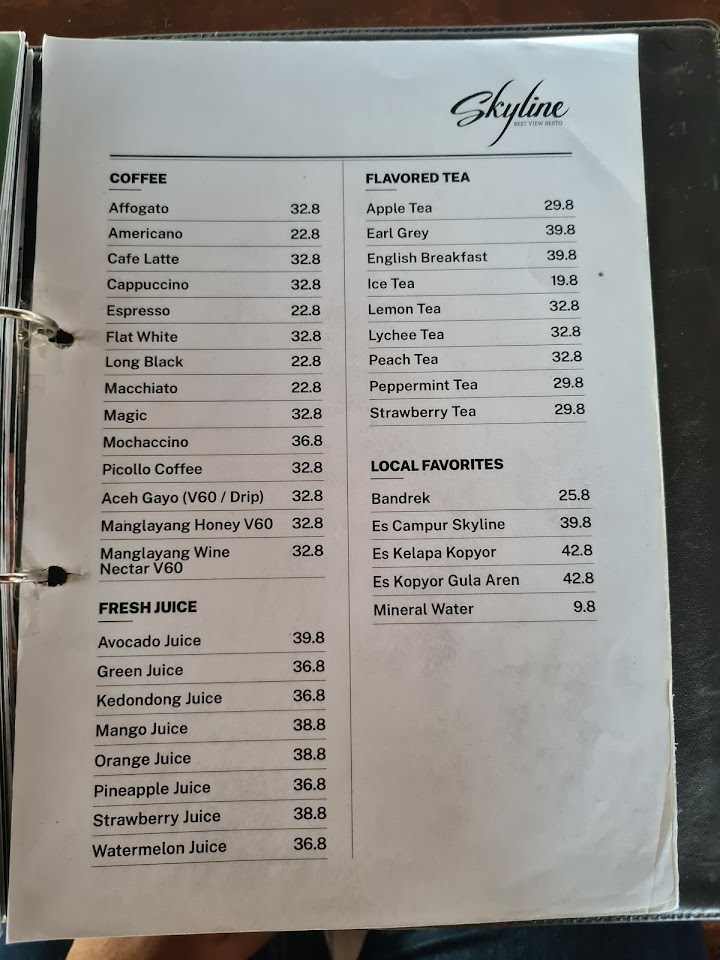 Skyline
BEST VIEW RESTO
COFFEE
Affogato 32.8
Americano 22.8
Cafe Latte 32.8
Cappuccino 32.8
Espresso 22.8
Flat White 32.8
Long Black 22.8
Macchiato 22.8
Magic 32.8
Mochaccino 36.8
Picollo Coffee 32.8
Aceh Gayo (V60 / Drip) 32.8
Manglayang Honey V60 32.8
Manglayang Wine 32.8
Nectar V60
FRESH JUICE
Avocado Juice 39.8
Green Juice 36.8
Kedondong Juice 36.8
Mango Juice 38.8
Orange Juice 38.8
Pineapple Juice 36.8
Strawberry Juice 38.8
Watermelon Juice 36.8
FLAVORED TEA
Apple Tea 29.8
Earl Grey 39.8
English Breakfast 39.8
Ice Tea 19.8
Lemon Tea 32.8
Lychee Tea 32.8
Peach Tea 32.8
Peppermint Tea 29.8
Strawberry Tea 29.8
LOCAL FAVORITES
Bandrek 25.8
Es Campur Skyline 39.8
Es Kelapa Kopyor 42.8
Es Kopyor Gula Aren 42.8
Mineral Water 9.8